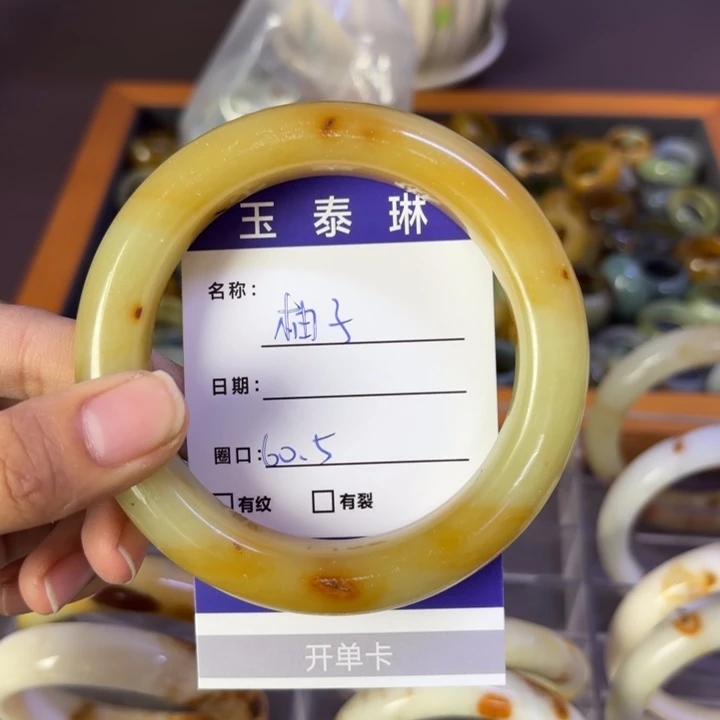 玉泰琳
名称：柚子
日期：
圈口：60.5
□有纹 □有裂
开单卡